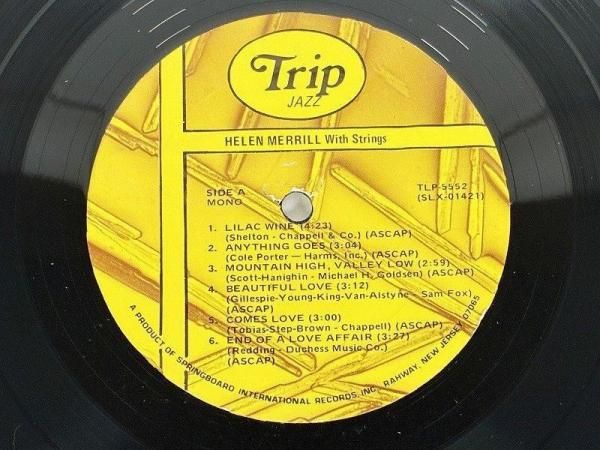 Trip
JAZZ
HELEN MERRILL With Strings
SIDE A
MONO
TLP-5552
(SLX-01421)
1. LILAC WINE (4:23)
(Shelton - Chappell & Co.) (ASCAP)
2. ANYTHING GOES (3:04)
(Cole Porter — Harms, Inc.) (ASCAP)
3. MOUNTAIN HIGH, VALLEY LOW (2:59)
(Scott-Hanighin - Michael H. Goldsen) (ASCAP)
4. BEAUTIFUL LOVE (3:12)
(Gillespie-Young-King-Van-Alstyne - Sam Fox)
(ASCAP)
5. COMES LOVE (3:00)
(Tobias-Step-Brown - Chappell) (ASCAP)
6. END OF A LOVE AFFAIR (3:27)
(Redding - Duchess Music Co.)
(ASCAP)
A PRODUCT OF SPRINGBOARD INTERNATIONAL RECORDS, INC. RAHWAY, NEW JERSEY 07065